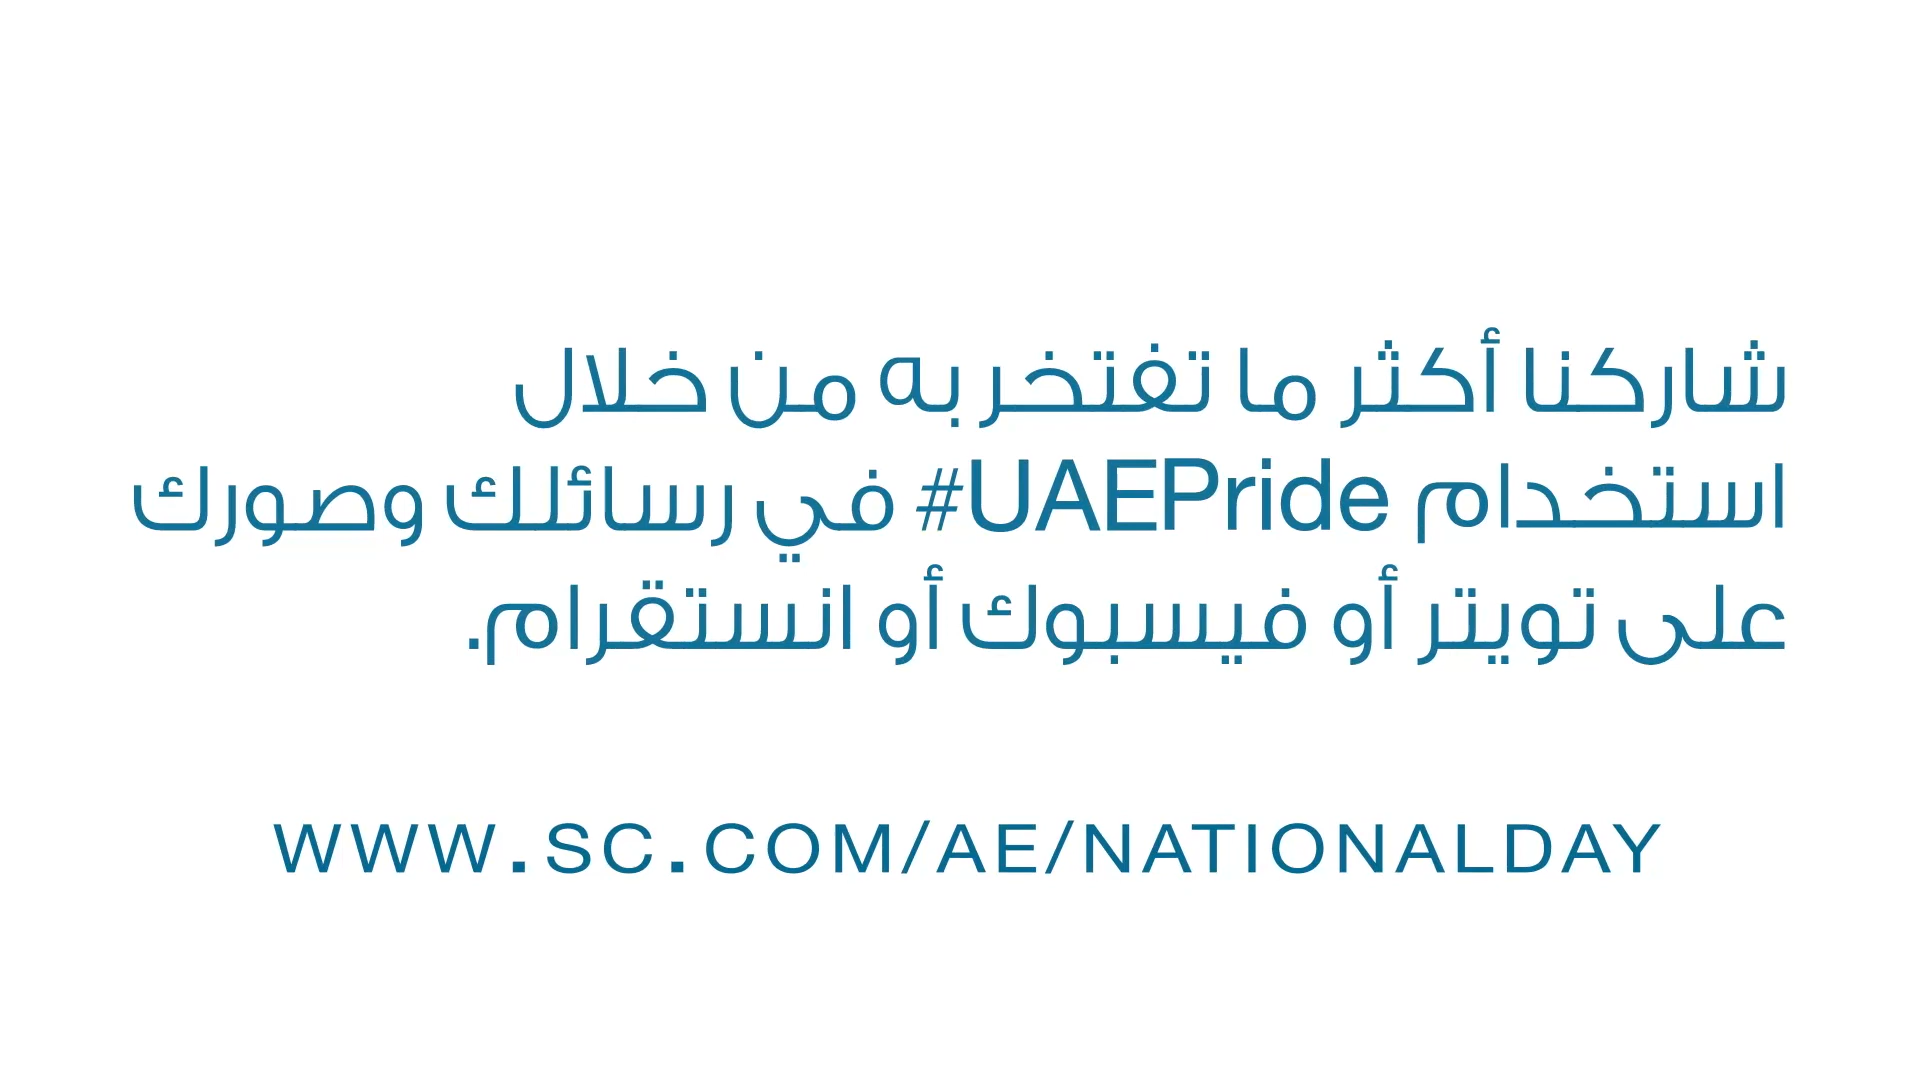 شاركنا أكثر ما تفتخر به من خلال
استخدام #UAEPride في رسائلك وصورك
على تويتر أو فيسبوك أو انستقرام.
WWW.SC.COM/AE/NATIONALDAY